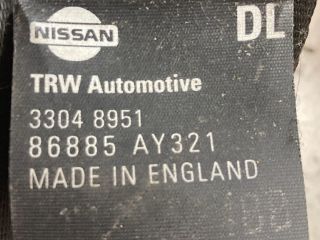 NISSAN
DL
TRW Automotive
3304 8951
86885 AY321
MADE IN ENGLAND